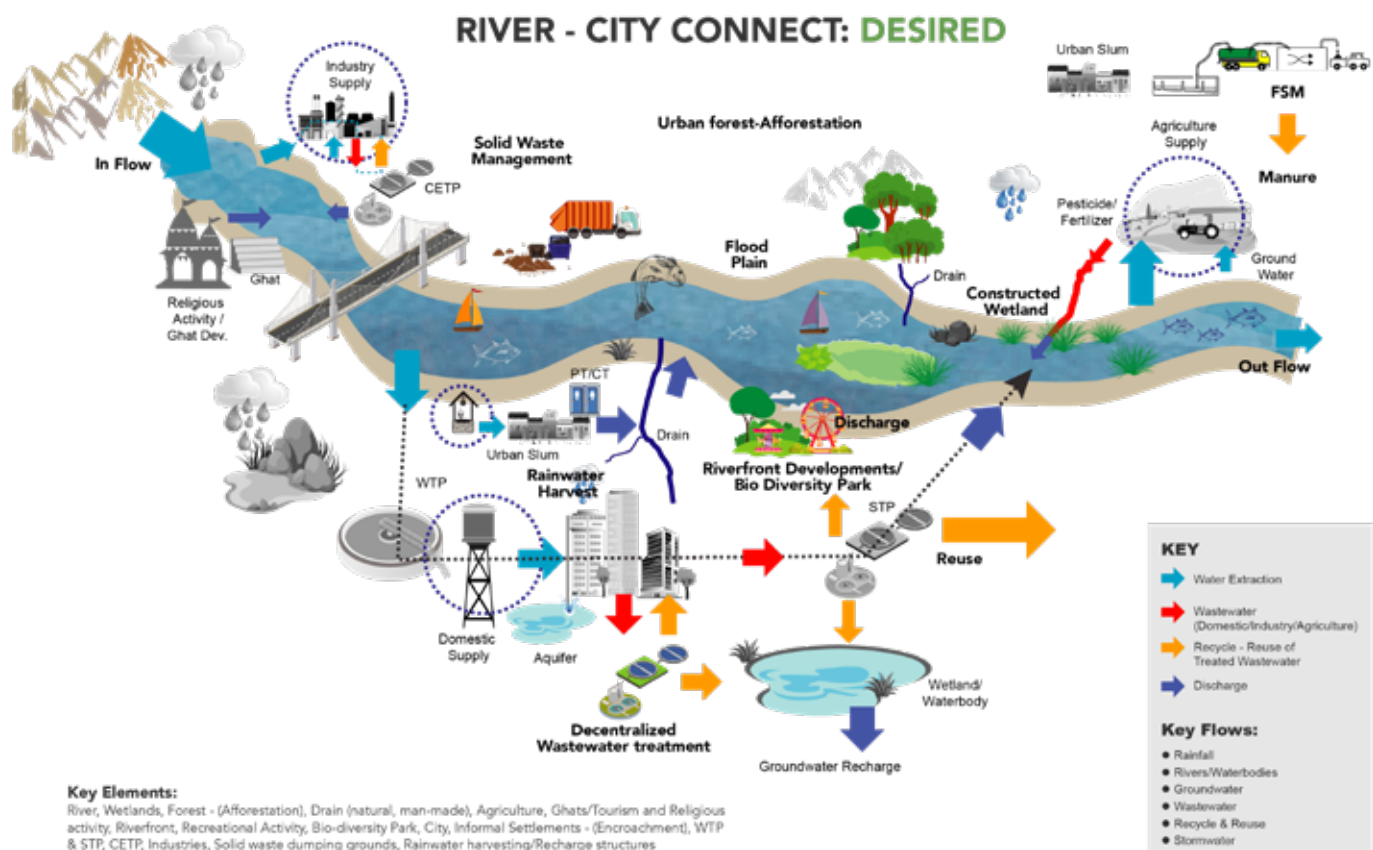 RIVER - CITY CONNECT: DESIRED
Urban Slum
Industry
Supply
FSM
Urban forest-Afforestation
Agriculture
Supply
Solid Waste
Management
In Flow
CETP
Manure
Pesticide/
Fertilizer
Flood
Plain
Ghat
Drain
Ground
Water
Constructed
Wetland
Religious
Activity /
Ghat Dev.
Out Flow
PT/CT
Discharge
Drain
Urban Slum
Rainwater
Harvest
Riverfront Developments/
Bio Diversity Park
WTP
STP
Reuse
Domestic
Supply
Aquifer
Wetland/
Waterbody
Decentralized
Wastewater treatment
Groundwater Recharge
KEY
Water Extraction
Wastewater
(Domestic/Industry/Agriculture)
Recycle - Reuse of
Treated Wastewater
Discharge
Key Flows:
● Rainfall
● Rivers/Waterbodies
● Groundwater
● Wastewater
● Recycle & Reuse
● Stormwater
Key Elements:
River, Wetlands, Forest - (Afforestation), Drain (natural, man-made), Agriculture, Ghats/Tourism and Religious
activity, Riverfront, Recreational Activity, Bio-diversity Park, City, Informal Settlements - (Encroachment), WTP
& STP, CETP, Industries, Solid waste dumping grounds, Rainwater harvesting/Recharge structures